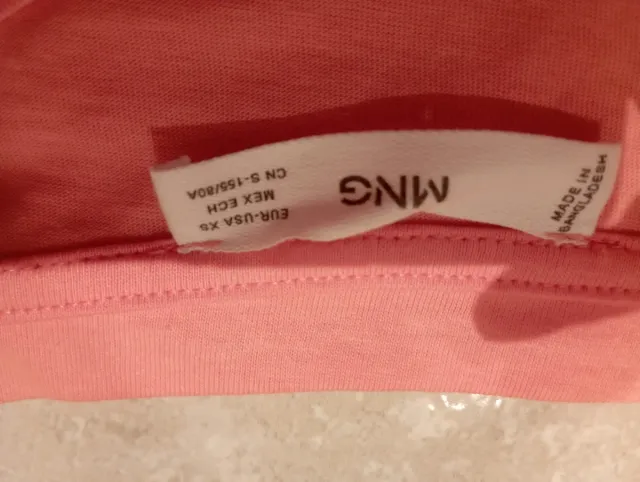 MNG
EUR-USA XS
MEX ECH
CN S-155/80A
MADE IN
BANGLADESH